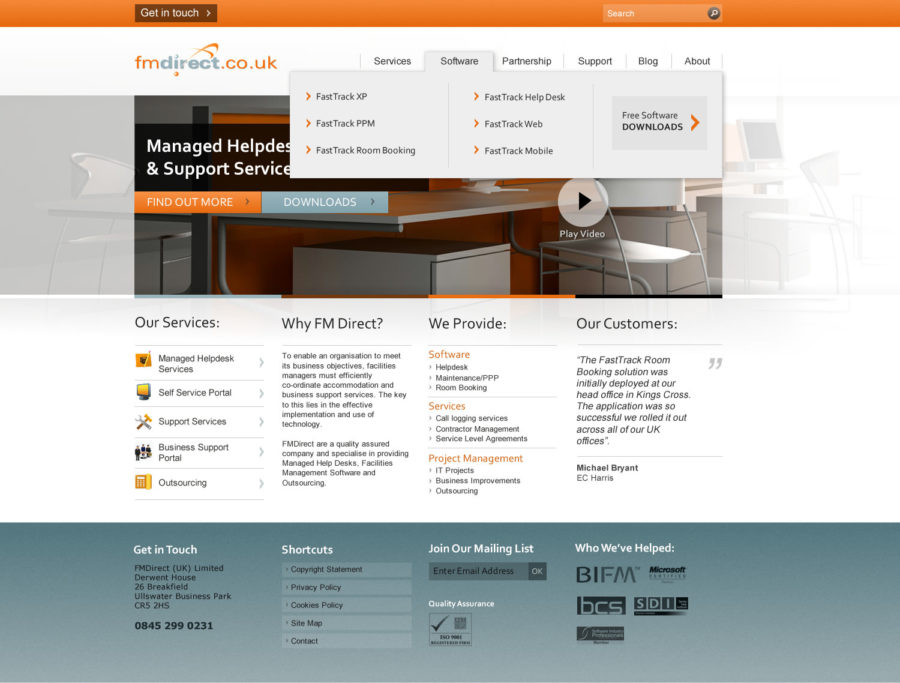 Get in touch
Search
fmdirect.co.uk
Services
Software
Partnership
Support
Blog
About
FastTrack XP
FastTrack PPM
FastTrack Room Booking
FastTrack Help Desk
FastTrack Web
FastTrack Mobile
Free Software
DOWNLOADS
Managed Helpdes
& Support Service
FIND OUT MORE
DOWNLOADS
Play Video
Our Services:
Managed Helpdesk
Services
Self Service Portal
Support Services
Business Support
Portal
Outsourcing
Why FM Direct?
To enable an organisation to meet
its business objectives, facilities
managers must efficiently
co-ordinate accommodation and
business support services. The key
to this lies in the effective
implementation and use of
technology.
FMDirect are a quality assured
company and specialise in providing
Managed Help Desks, Facilities
Management Software and
Outsourcing.
We Provide:
Software
Helpdesk
Maintenance/PPP
Room Booking
Services
Call logging services
Contractor Management
Service Level Agreements
Project Management
IT Projects
Business Improvements
Outsourcing
Our Customers:
"The FastTrack Room
Booking solution was
initially deployed at our
head office in Kings Cross.
The application was so
successful we rolled it out
across all of our UK
offices".
Michael Bryant
EC Harris
Get in Touch
FMDirect (UK) Limited
Derwent House
26 Breakfield
Ullswater Business Park
CR5 2HS
0845 299 0231
Shortcuts
Copyright Statement
Privacy Policy
Cookies Policy
Site Map
Contact
Join Our Mailing List
Enter Email Address
OK
Quality Assurance
ISO 9001
REGISTERED FIRM
Who We've Helped:
BIFM™
Microsoft
CERTIFIED
bcs
SDI
Software Industry
Professionals
Member